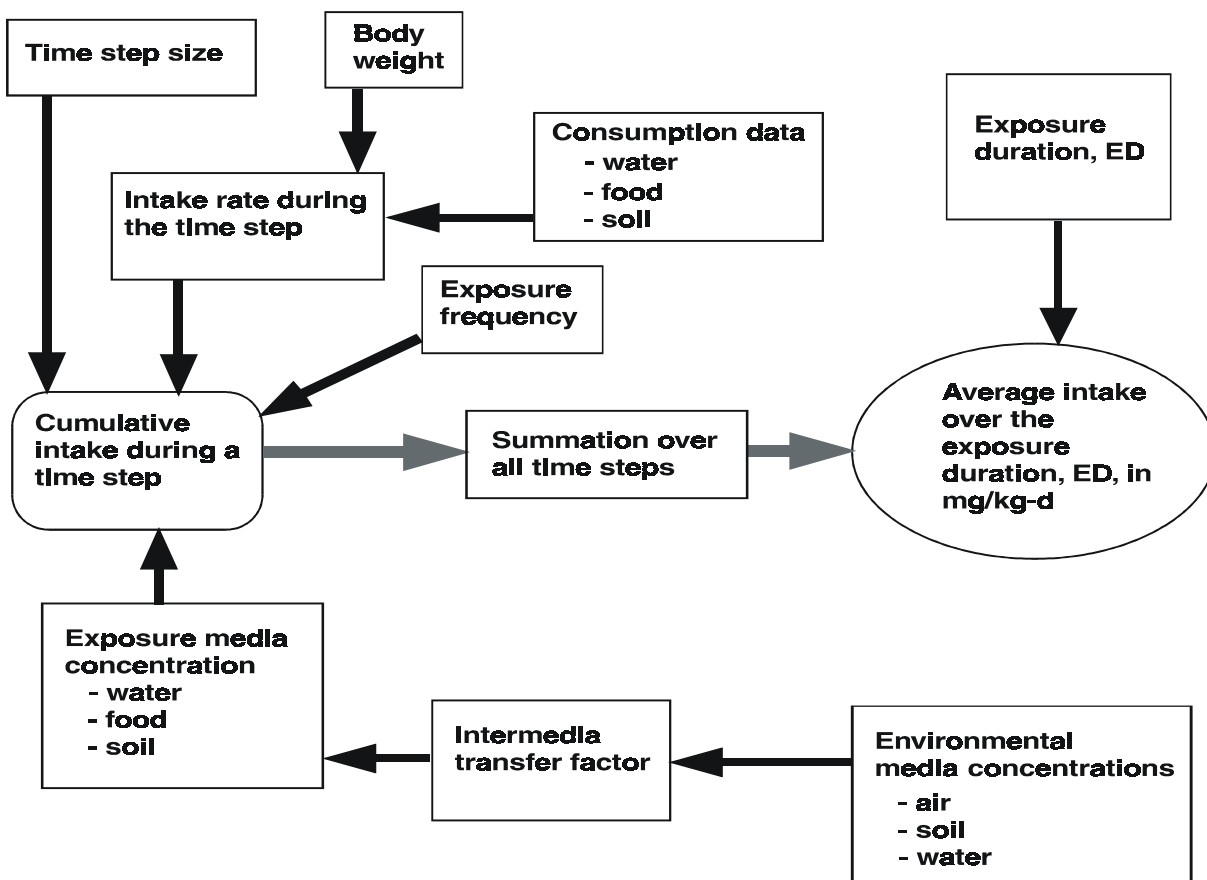 Time step size
Body
weight
Consumption data
- water
- food
- soil
Exposure
duration, ED
Intake rate during
the time step
Exposure
frequency
Cumulative
intake during a
time step
Summation over
all time steps
Average intake
over the
exposure
duration, ED, in
mg/kg-d
Exposure media
concentration
- water
- food
- soil
Intermedia
transfer factor
Environmental
media concentrations
- air
- soil
- water